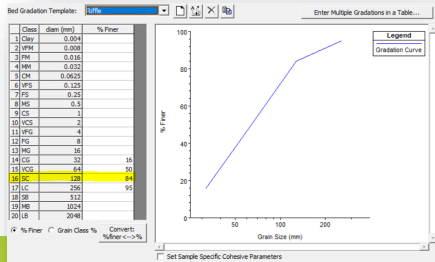 Bed Gradation Template: Riffle
Enter Multiple Gradations in a Table...
Class diam (mm) % Finer
1 Clay 0.004
2 VFM 0.008
3 FM 0.016
4 MM 0.032
5 CM 0.0625
6 VFS 0.125
7 FS 0.25
8 MS 0.5
9 CS 1
10 VCS 2
11 VFG 4
12 FG 8
13 MG 16
14 CG 32 16
15 VCG 64 50
16 SC 128 84
17 LC 256 95
18 SB 512
19 MB 1024
20 LB 2048
% Finer Grain Class % Convert:
%finer <-->%
Legend
Gradation Curve
100
80
60
40
20
0
% Finer
50 100 200
Grain Size (mm)
Set Sample Specific Cohesive Parameters